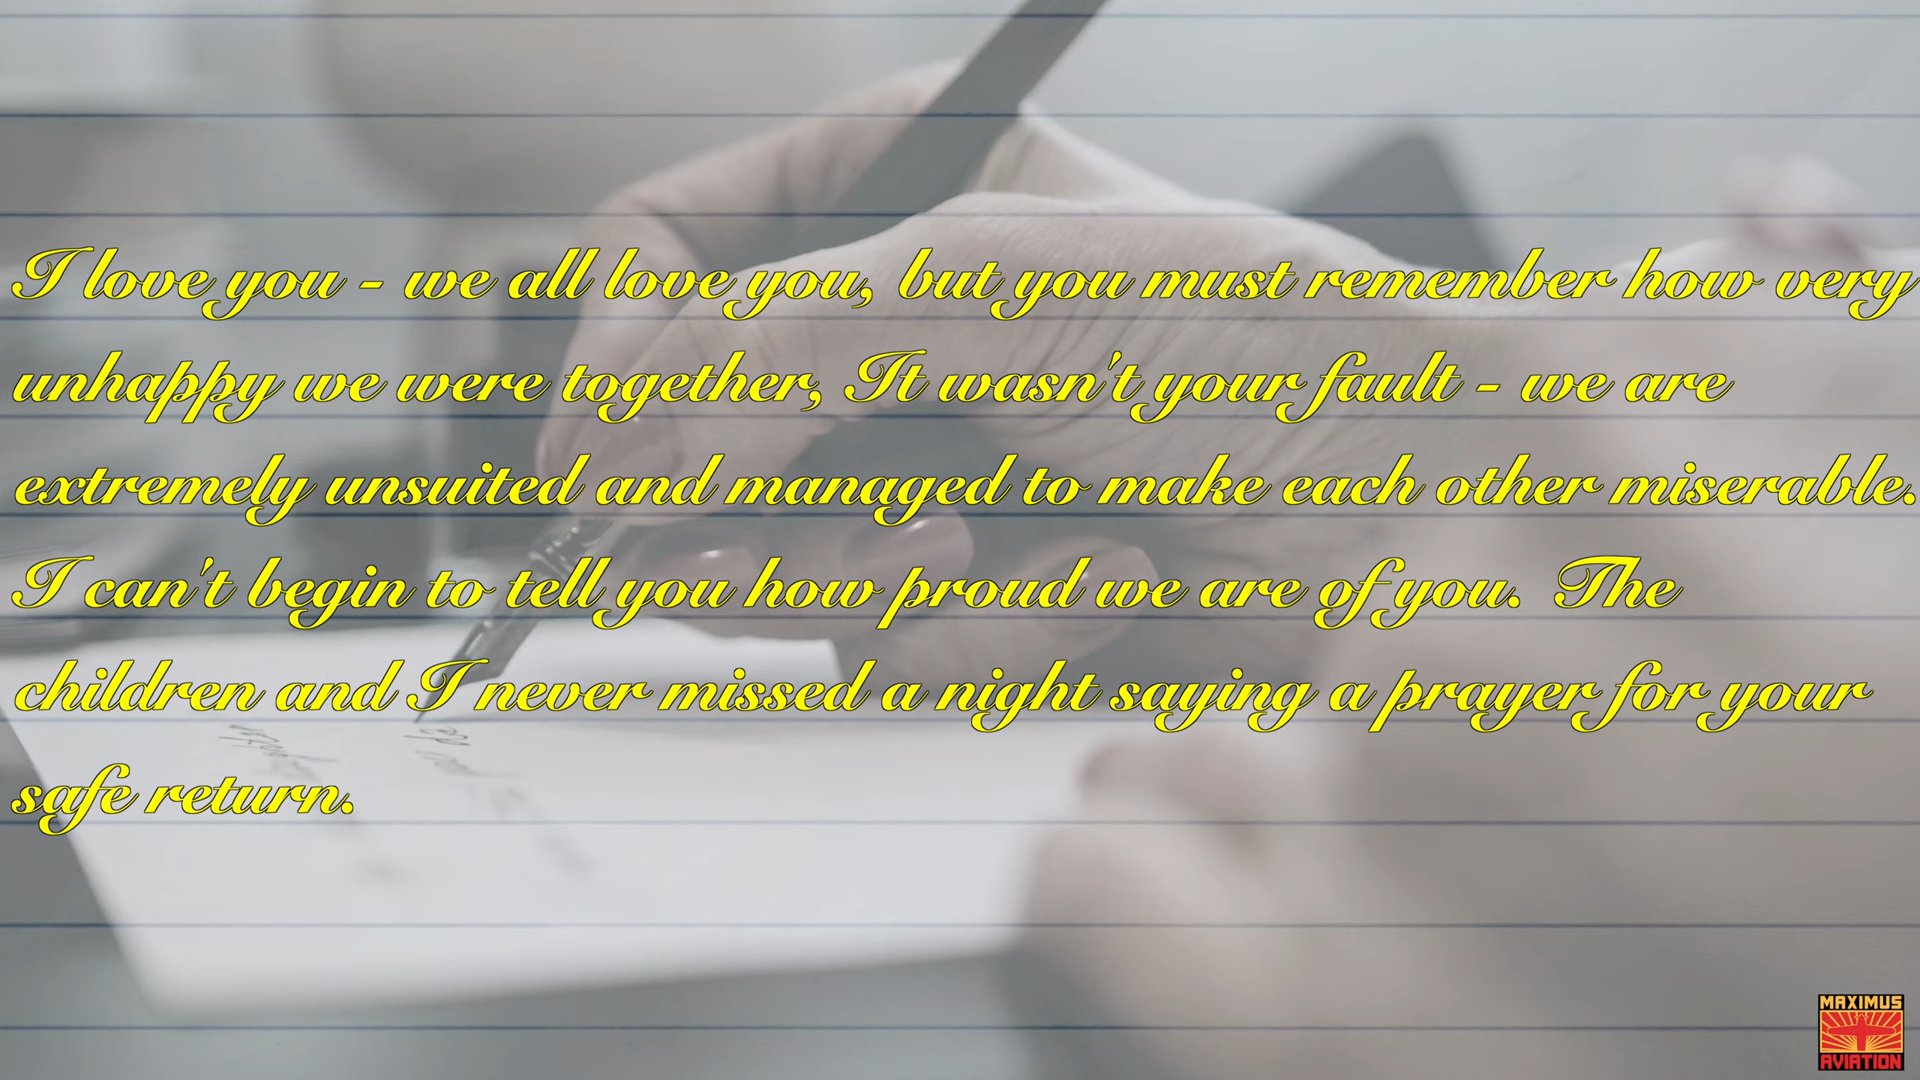 I love you - we all love you, but you must remember how very
unhappy we were together, It wasn't your fault - we are
extremely unsuited and managed to make each other miserable.
I can't begin to tell you how proud we are of you. The
children and I never missed a night saying a prayer for your
safe return.
MAXIMUS
AVIATION